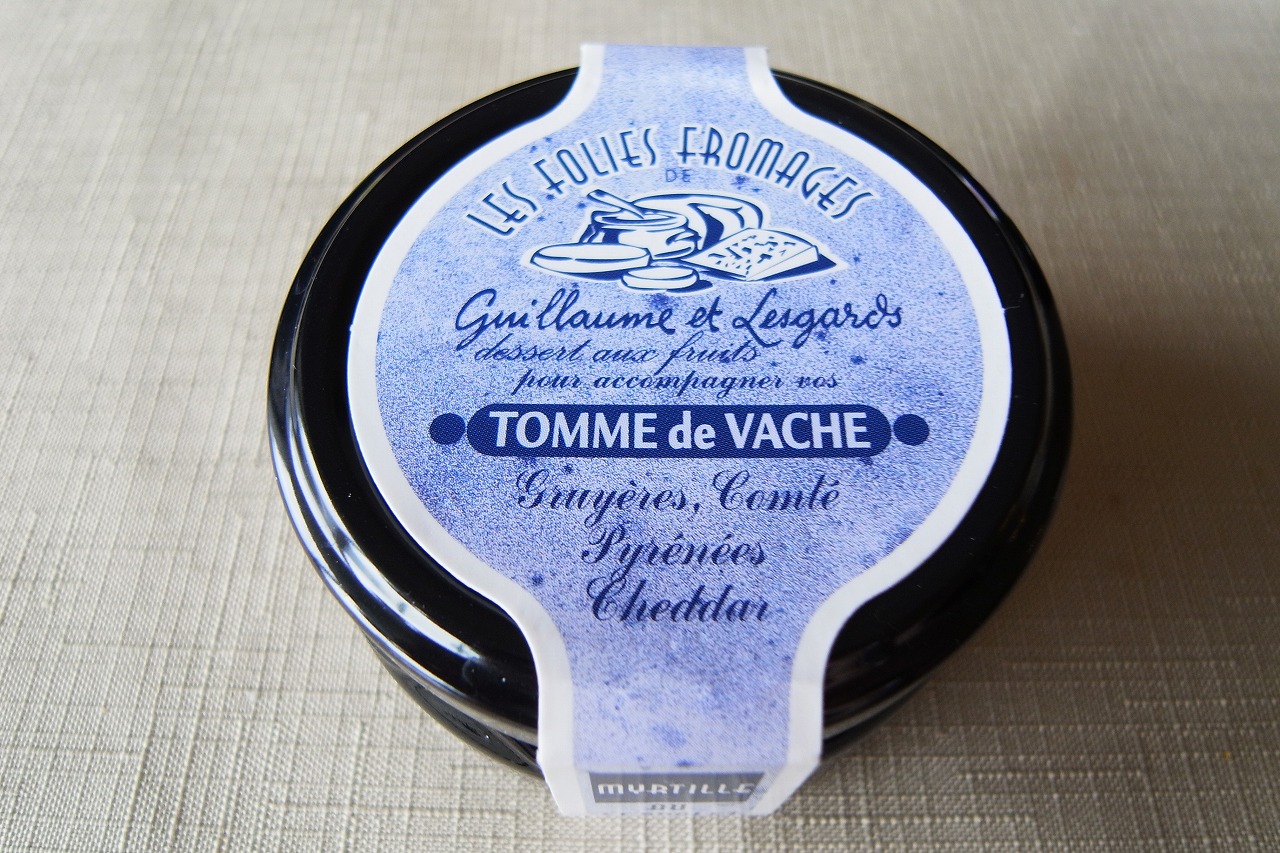 LES FOLIES FROMAGES
DE
Guillaume et Lesgards
dessert aux fruits
pour accompagner vos
TOMME de VACHE
Gruyères, Comté
Pyrénées
Cheddar
MYRTILLE